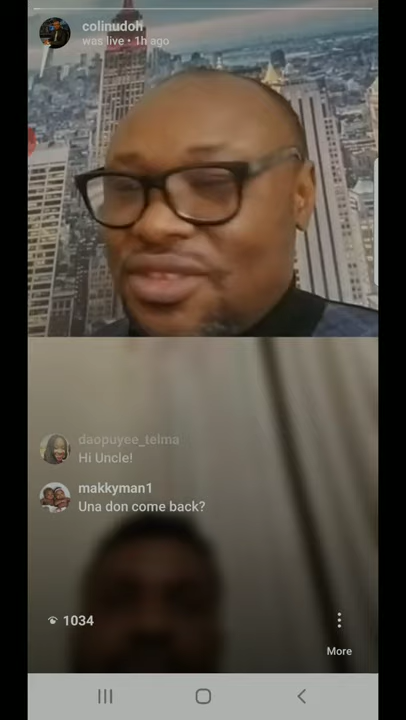 colinudoh
was live • 1h ago
daopuyee_telma
Hi Uncle!
makkyman1
Una don come back?
1034
More